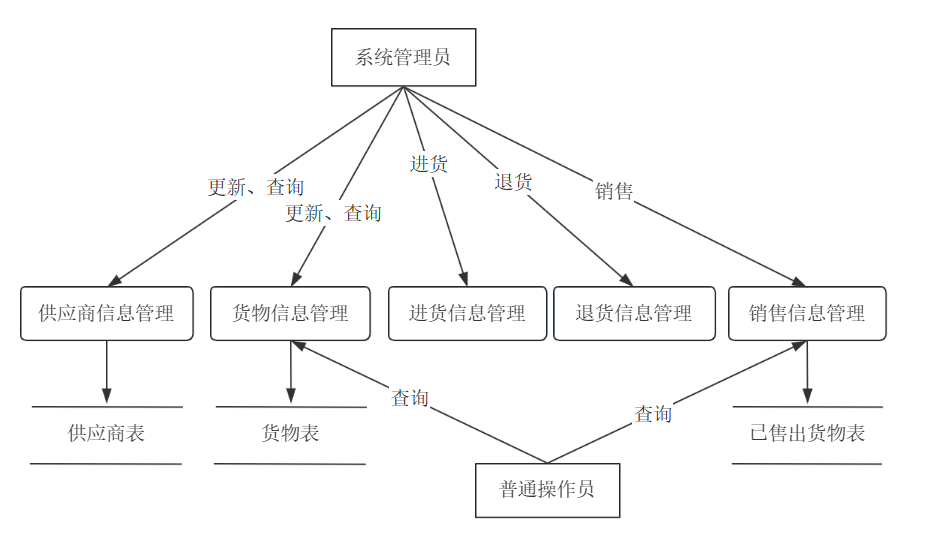 系统管理员
进货
退货
更新、查询
销售
更新、查询
供应商信息管理
货物信息管理
进货信息管理
退货信息管理
销售信息管理
查询
查询
供应商表
货物表
已售出货物表
普通操作员